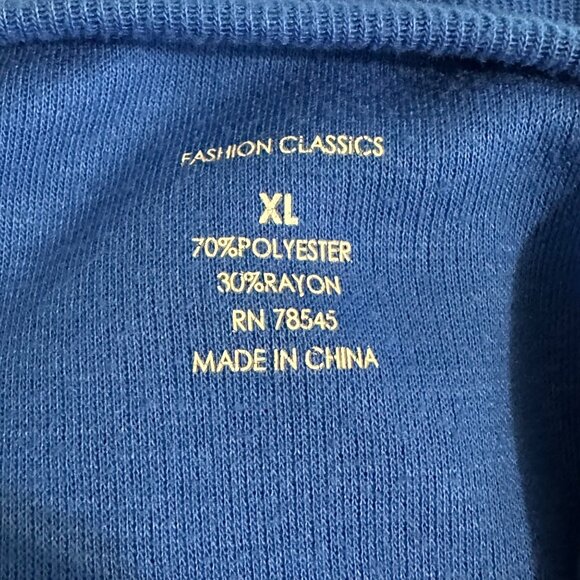 FASHION CLASSICS
XL
70%POLYESTER
30%RAYON
RN 78545
MADE IN CHINA